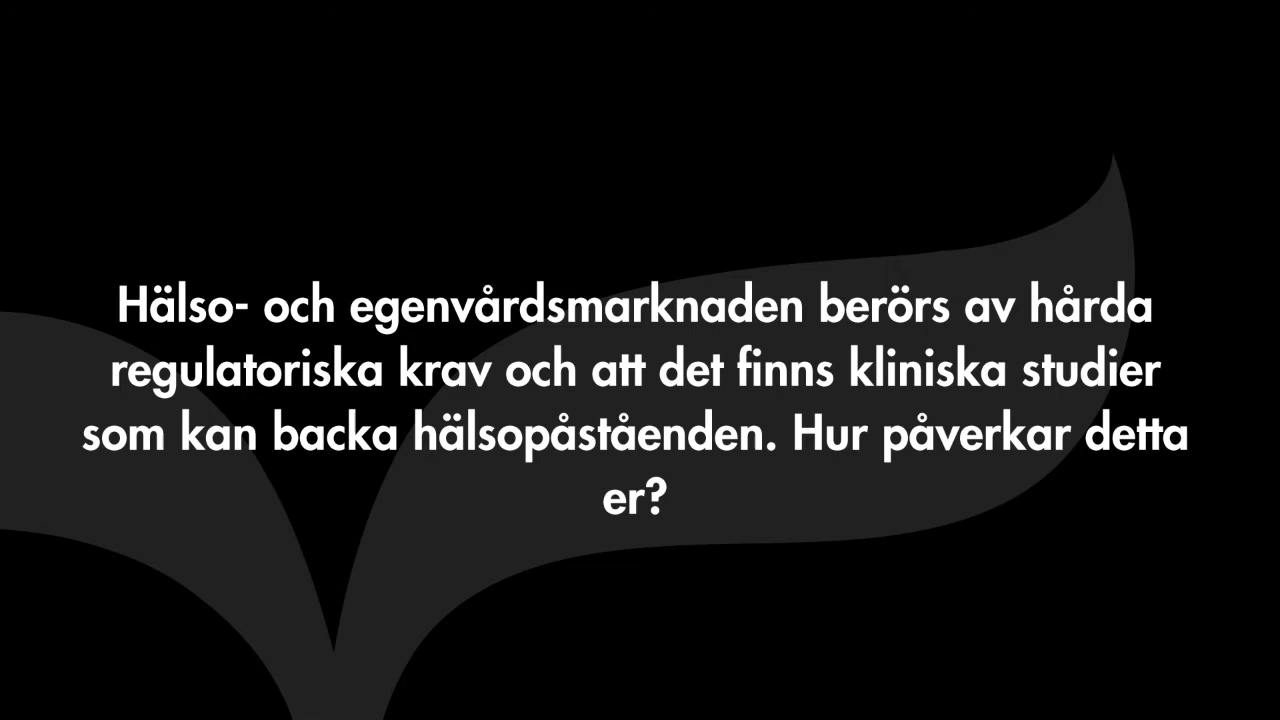 Hälso- och egenvårdsmarknaden berörs av hårda
regulatoriska krav och att det finns kliniska studier
som kan backa hälsopåståenden. Hur påverkar detta
er?